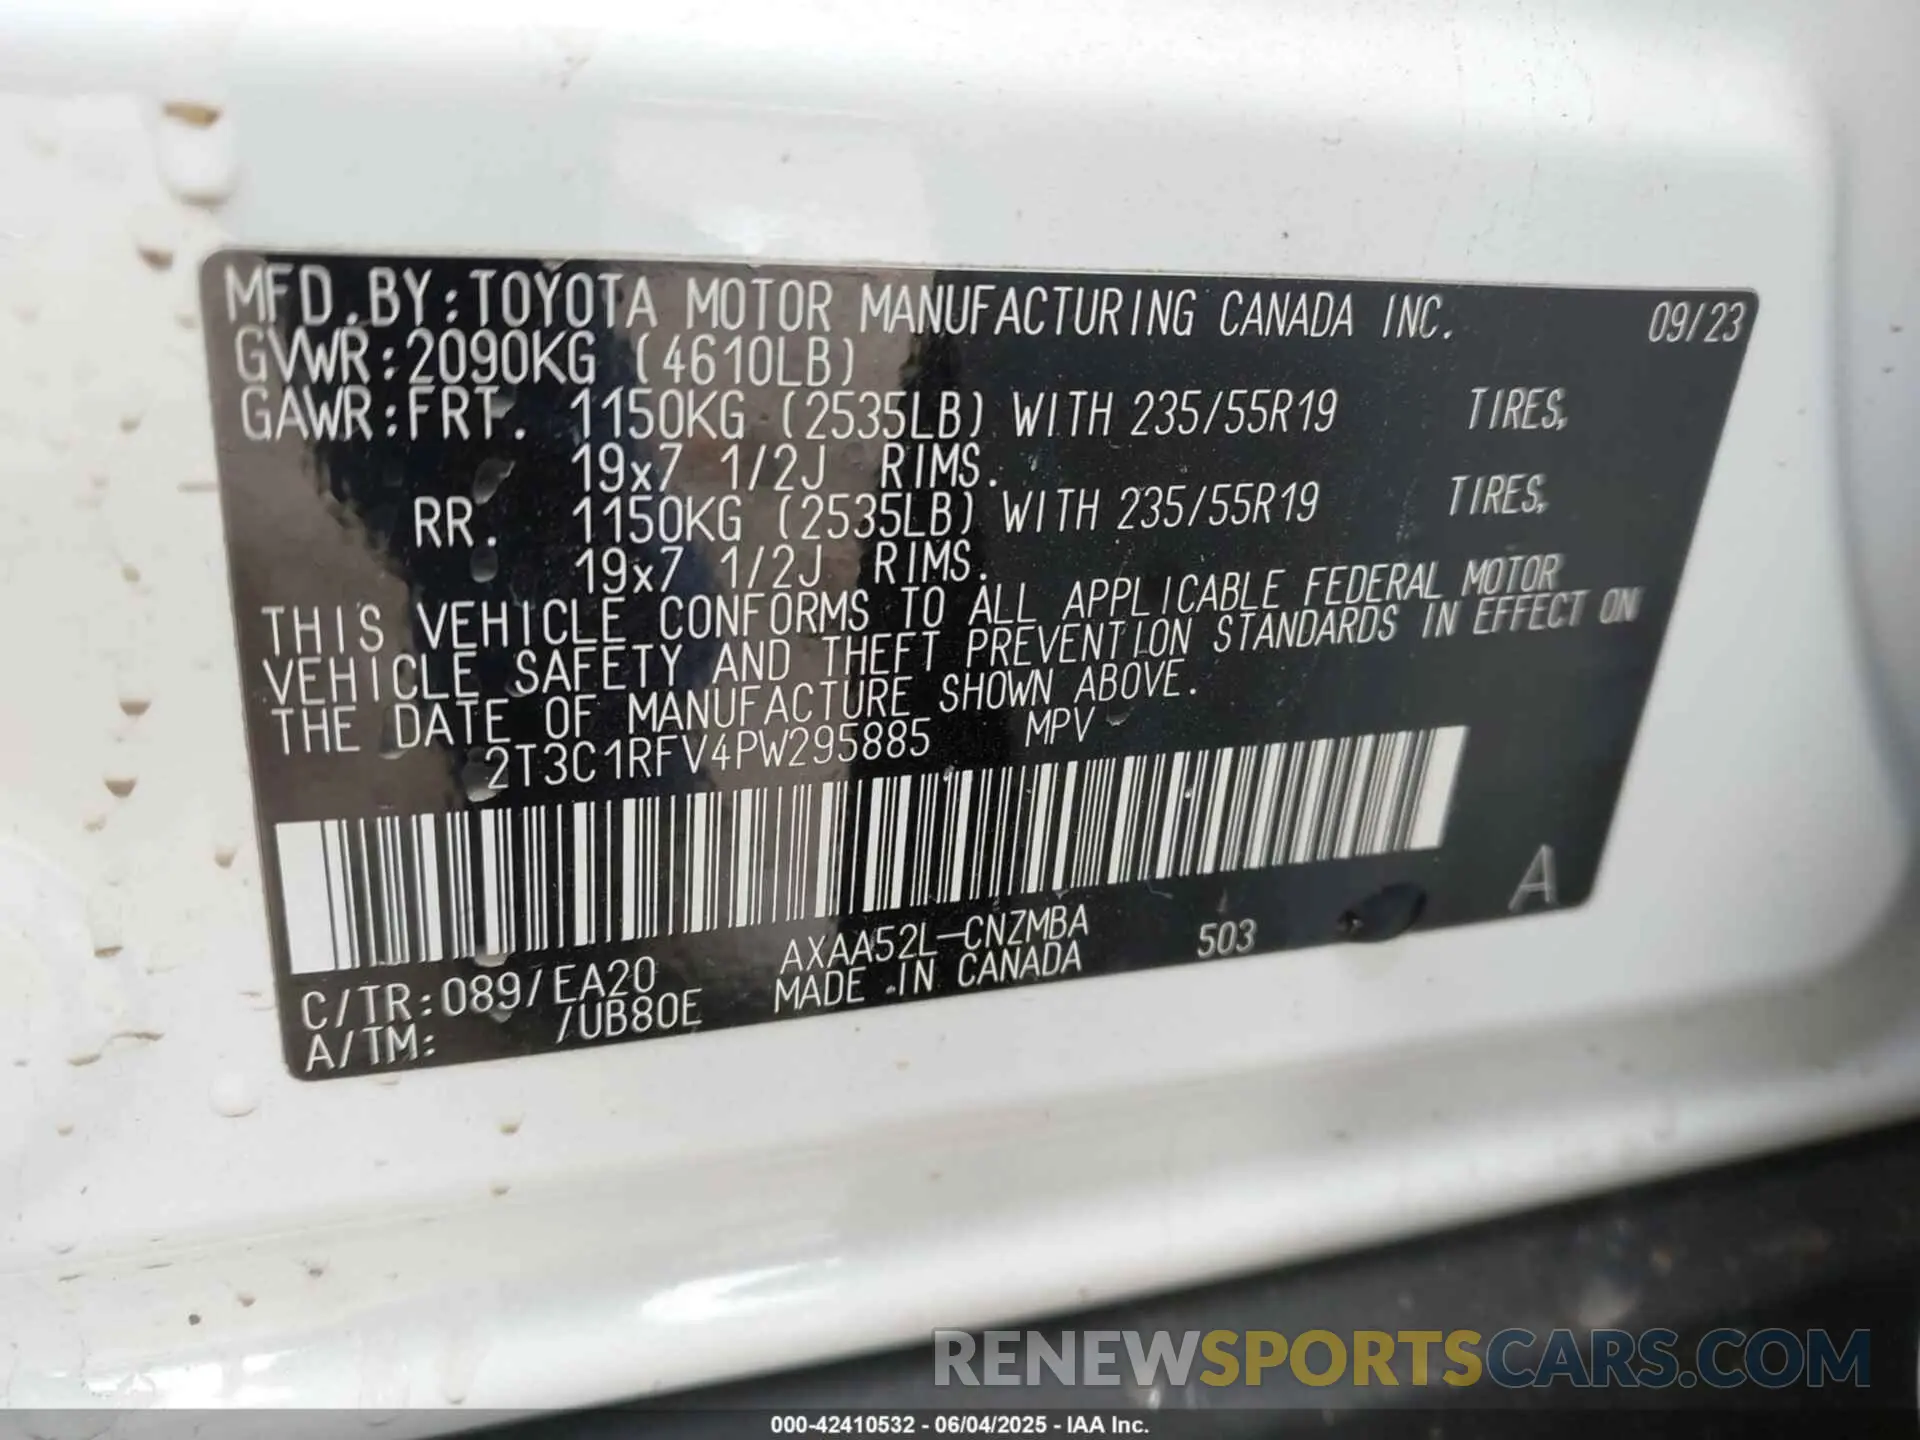 MFD.BY:TOYOTA MOTOR MANUFACTURING CANADA INC. 09/23
GVWR:2090KG (4610LB)
GAWR:FRT. 1150KG (2535LB) WITH 235/55R19 TIRES,
19x7 1/2J RIMS.
RR. 1150KG (2535LB) WITH 235/55R19 TIRES,
19x7 1/2J RIMS.
THIS VEHICLE CONFORMS TO ALL APPLICABLE FEDERAL MOTOR
VEHICLE SAFETY AND THEFT PREVENTION STANDARDS IN EFFECT ON
THE DATE OF MANUFACTURE SHOWN ABOVE.
2T3C1RFV4PW295885 MPV
A
C/TR:089/EA20 AXAA52L-CNZMBA 503
A/TM: /UB80E MADE IN CANADA
RENEWSPORTSCARS.COM
000-42410532 - 06/04/2025 - IAA Inc.